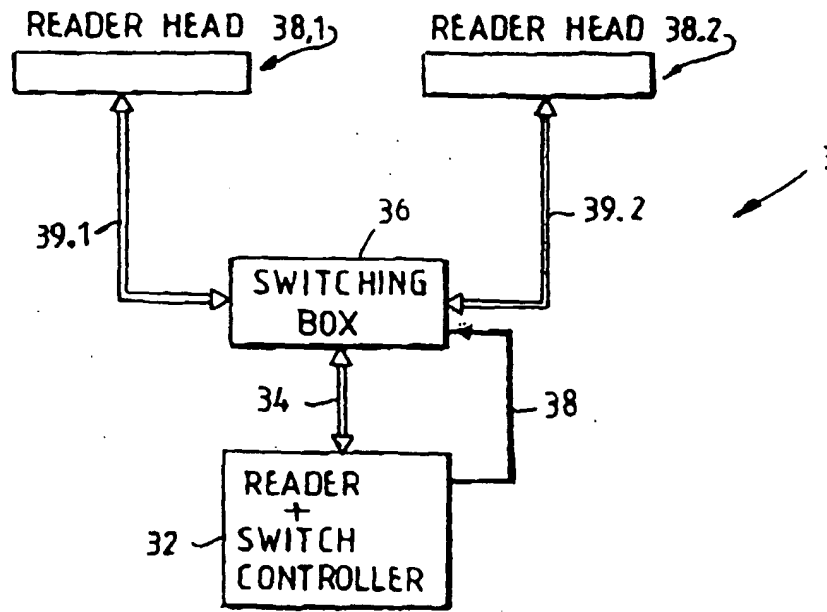 READER HEAD 38,1
READER HEAD 38.2
39.1
39.2
36
SWITCHING
BOX
34
38
32
READER
+
SWITCH
CONTROLLER